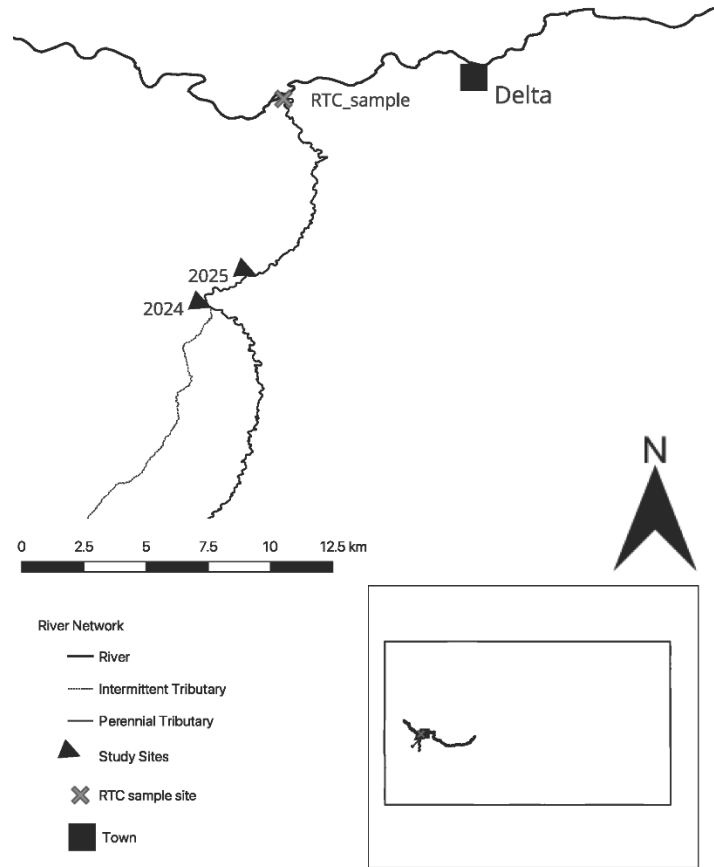 RTC_sample
Delta
2025
2024
N
0 2.5 5 7.5 10 12.5 km
River Network
River
Intermittent Tributary
Perennial Tributary
Study Sites
RTC sample site
Town